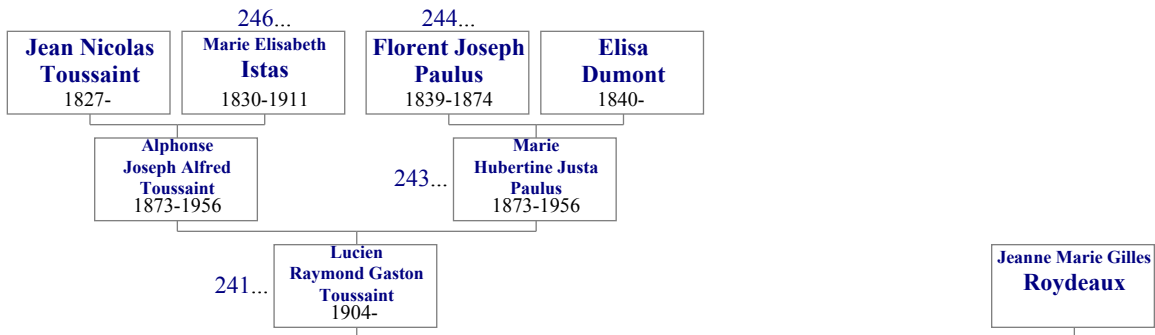 246...
244...
Jean Nicolas
Toussaint
1827-
Marie Elisabeth
Istas
1830-1911
Florent Joseph
Paulus
1839-1874
Elisa
Dumont
1840-
Alphonse
Joseph Alfred
Toussaint
1873-1956
243...
Marie
Hubertine Justa
Paulus
1873-1956
241...
Lucien
Raymond Gaston
Toussaint
1904-
Jeanne Marie Gilles
Roydeaux